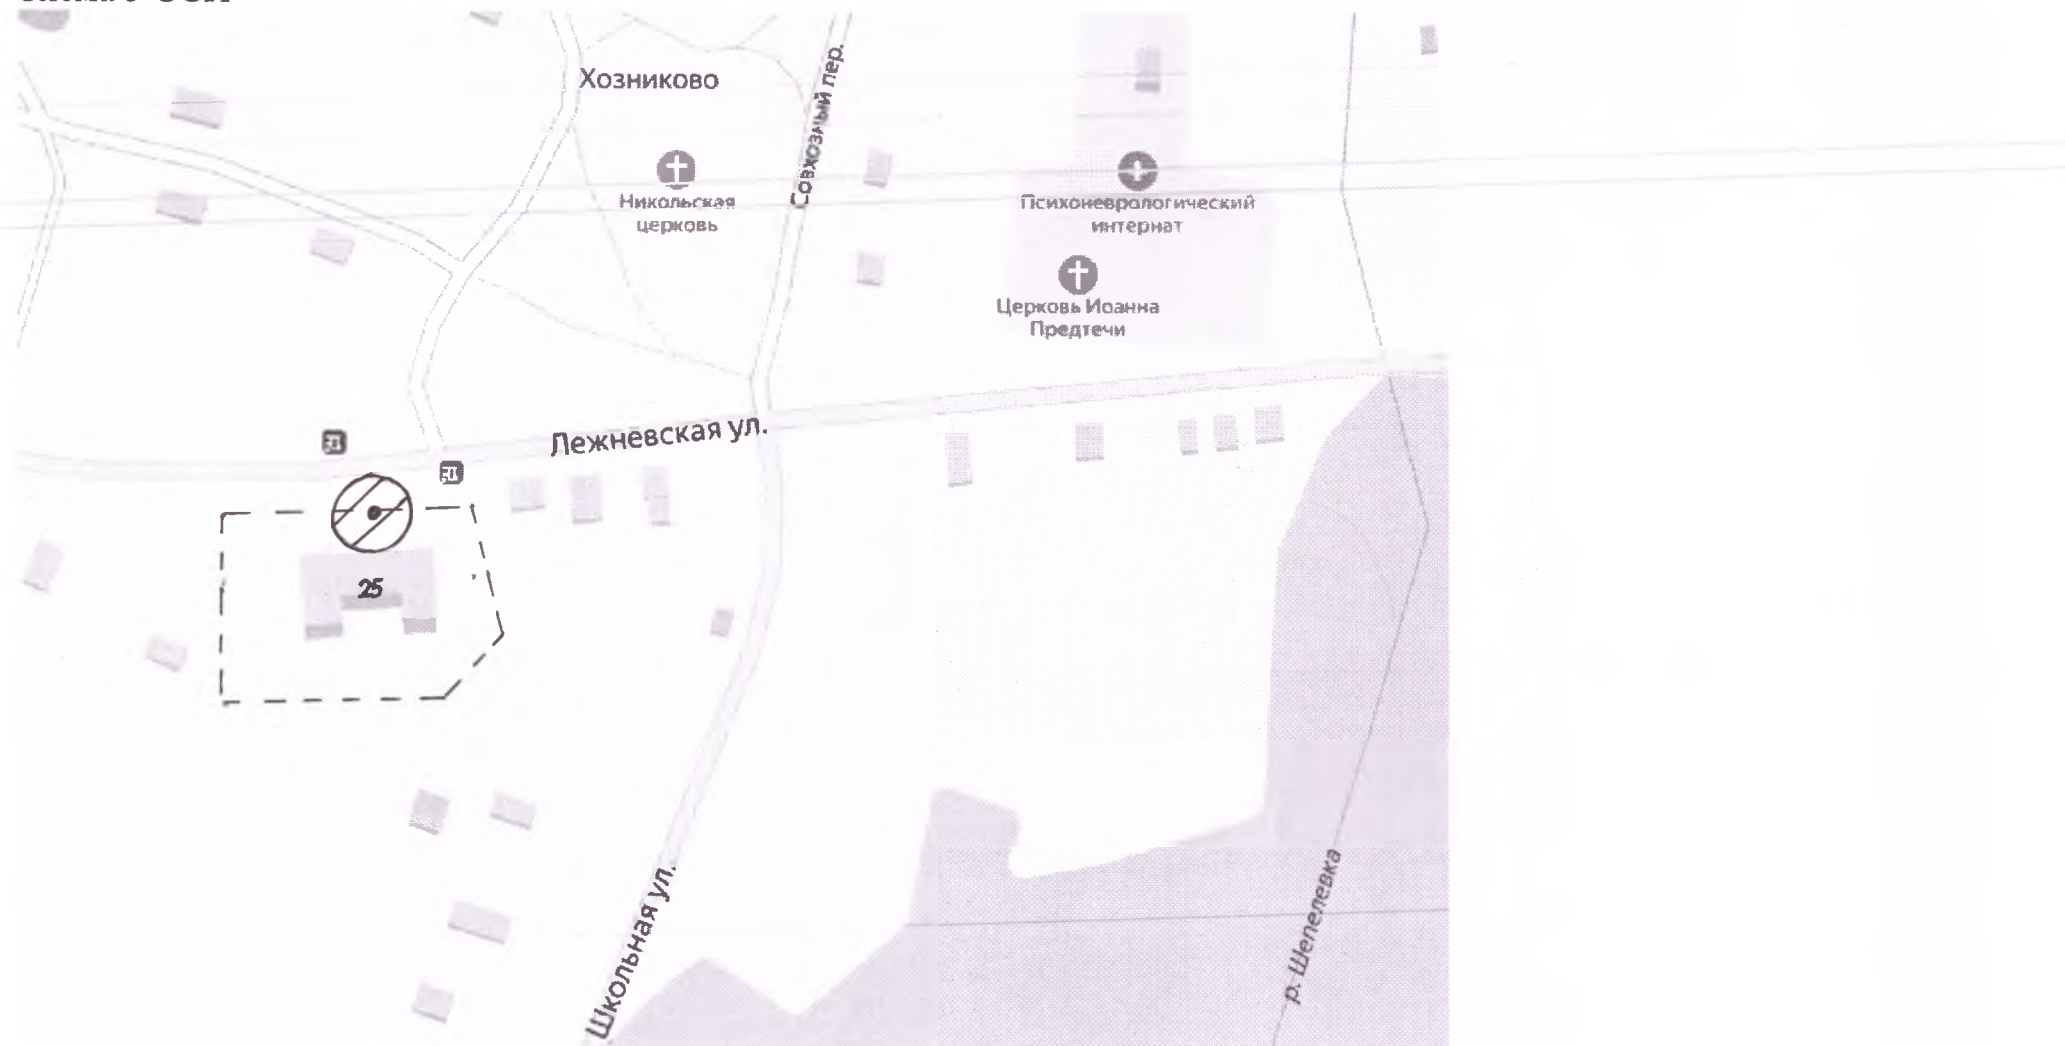 Хозниково
Совхозный пер.
Никольская
церковь
Психоневрологический
интернат
Церковь Иоанна
Предтечи
Лежневская ул.
25
Школьная ул.
р. Шепелевка